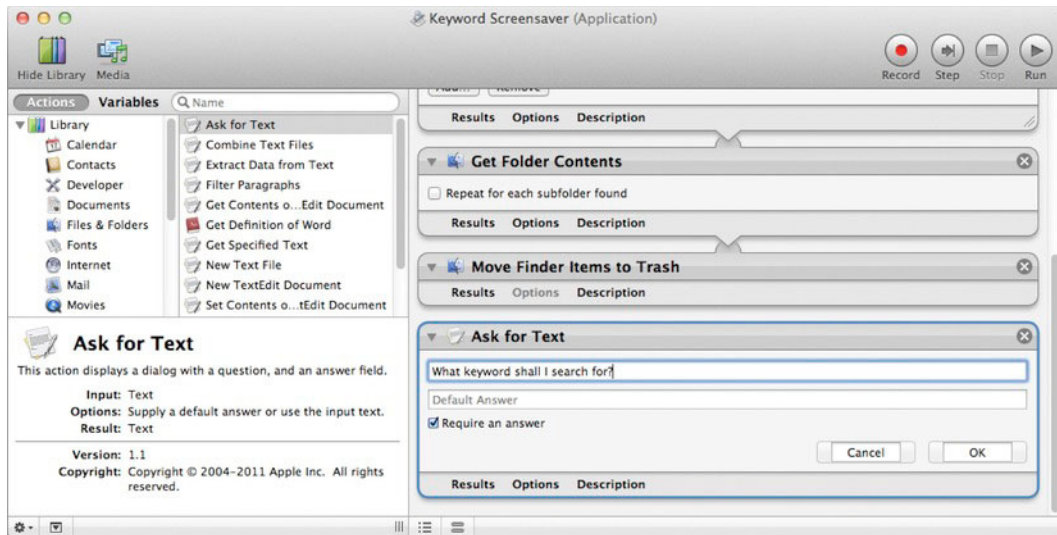 Keyword Screensaver (Application)
Hide Library Media
Record Step Stop Run
Actions Variables Name
Library
Calendar
Contacts
Developer
Documents
Files & Folders
Fonts
Internet
Mail
Movies
Ask for Text
Combine Text Files
Extract Data from Text
Filter Paragraphs
Get Contents o...Edit Document
Get Definition of Word
Get Specified Text
New Text File
New TextEdit Document
Set Contents o...tEdit Document
Ask for Text
This action displays a dialog with a question, and an answer field.
Input: Text
Options: Supply a default answer or use the input text.
Result: Text
Version: 1.1
Copyright: Copyright © 2004-2011 Apple Inc. All rights
reserved.
Add... Remove
Results Options Description
Get Folder Contents
Repeat for each subfolder found
Results Options Description
Move Finder Items to Trash
Results Options Description
Ask for Text
What keyword shall I search for?
Default Answer
Require an answer
Cancel OK
Results Options Description